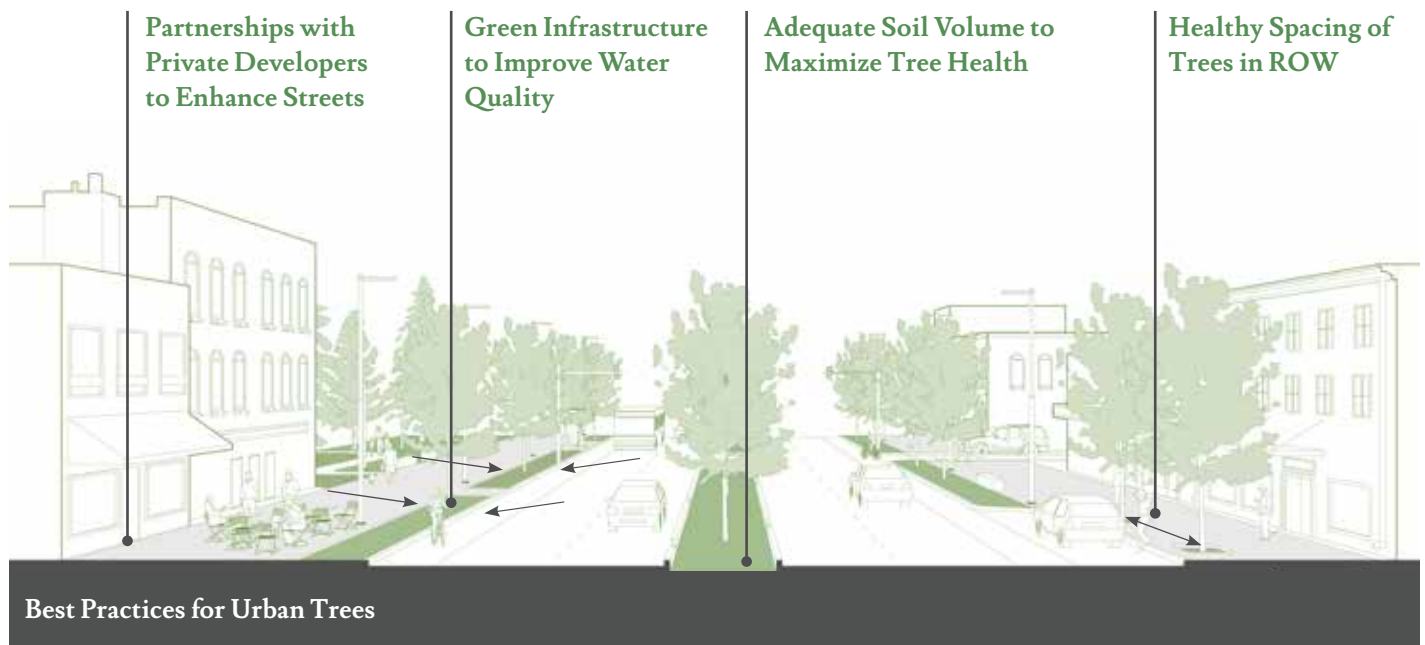 Partnerships with
Private Developers
to Enhance Streets
Green Infrastructure
to Improve Water
Quality
Adequate Soil Volume to
Maximize Tree Health
Healthy Spacing of
Trees in ROW
Best Practices for Urban Trees